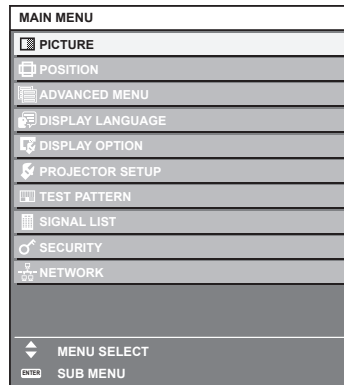 MAIN MENU
PICTURE
POSITION
ADVANCED MENU
DISPLAY LANGUAGE
DISPLAY OPTION
PROJECTOR SETUP
TEST PATTERN
SIGNAL LIST
SECURITY
NETWORK
MENU SELECT
ENTER SUB MENU